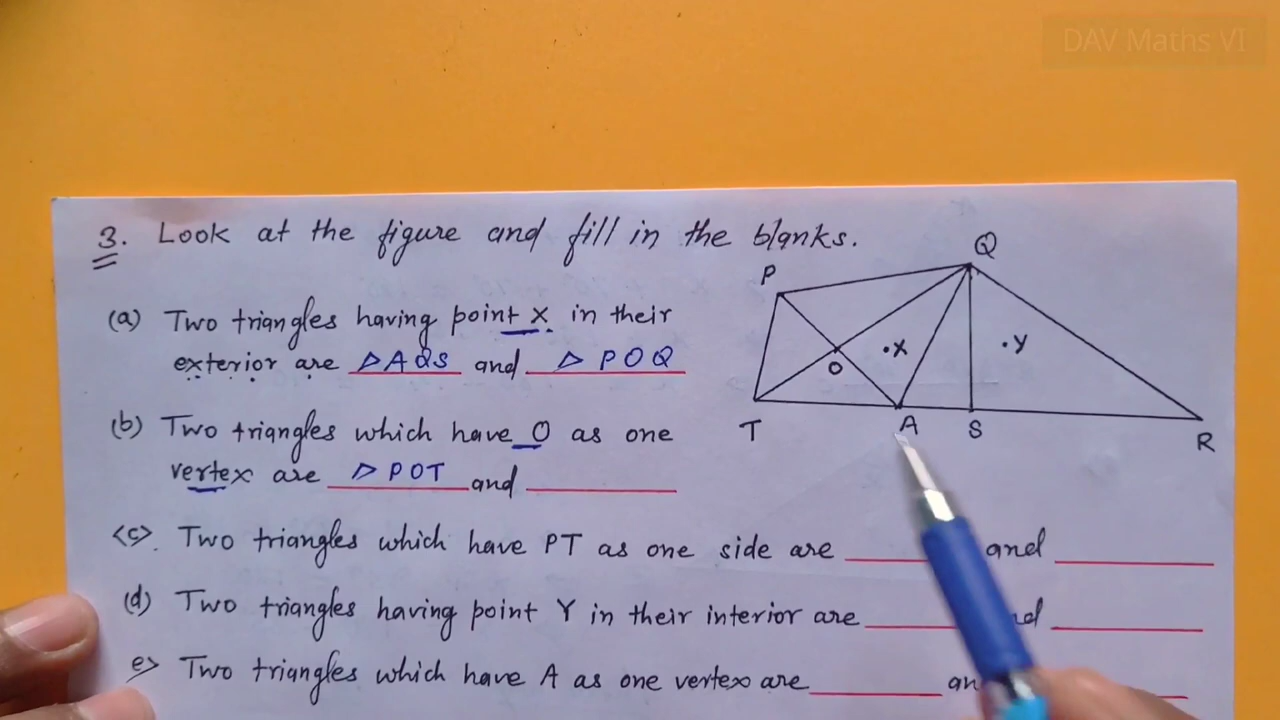 DAV Maths VI
3. Look at the figure and fill in the blanks.
(a) Two triangles having point X in their
exterior are △AQS and △POQ
(b) Two triangles which have O as one
vertex are △POT and
(c) Two triangles which have PT as one side are and
(d) Two triangles having point Y in their interior are
e) Two triangles which have A as one vertex are
P
Q
X
Y
O
T
A
S
R